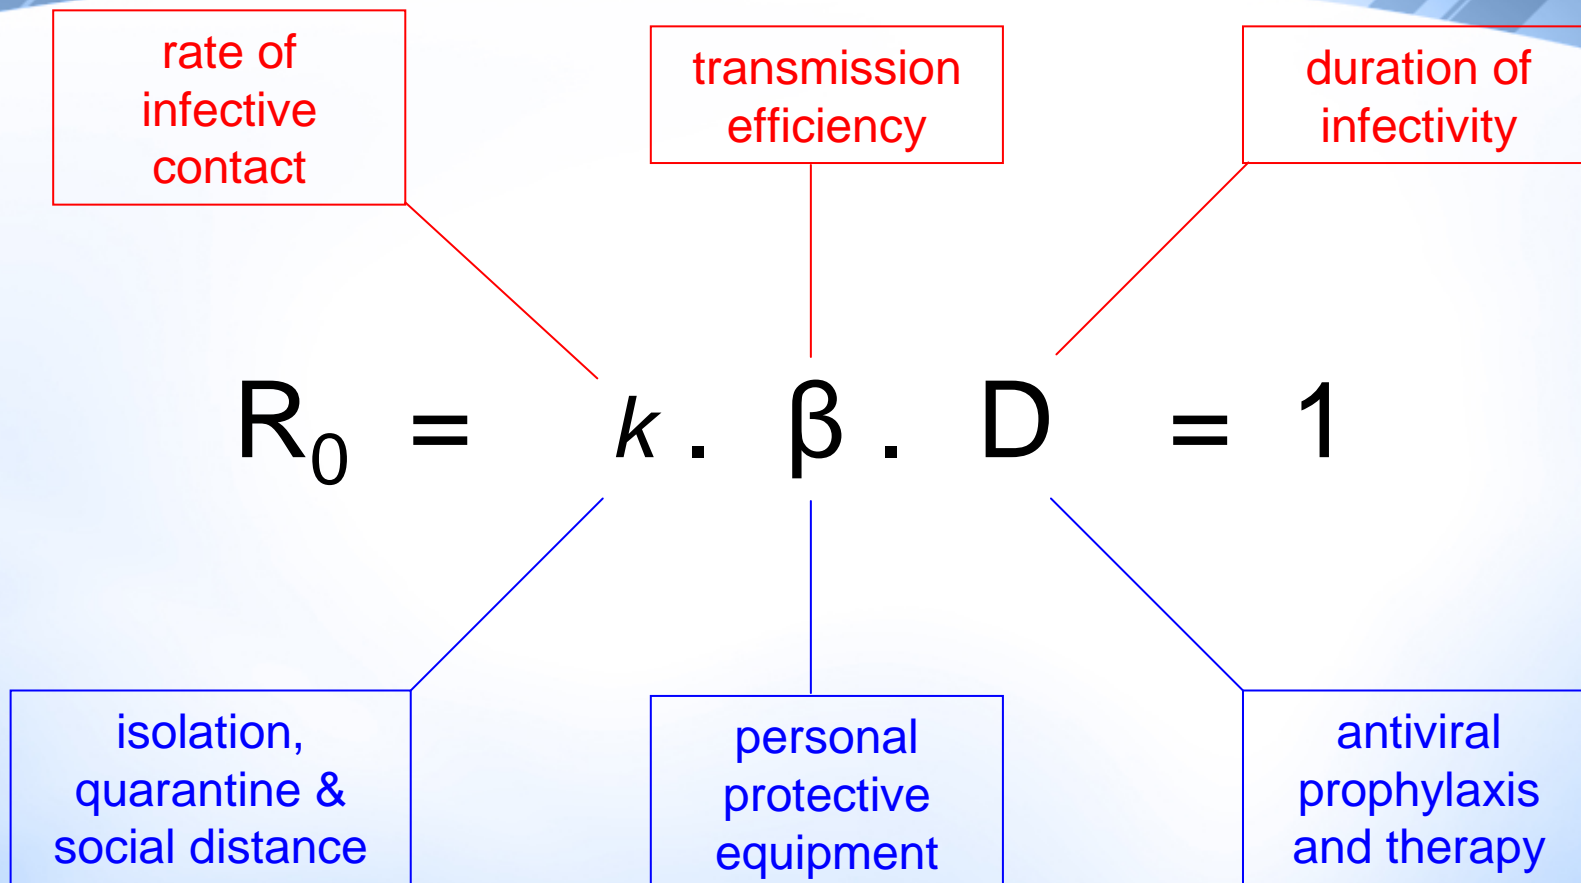 rate of
infective
contact
transmission
efficiency
duration of
infectivity
R₀ = k . β . D = 1
isolation,
quarantine &
social distance
personal
protective
equipment
antiviral
prophylaxis
and therapy